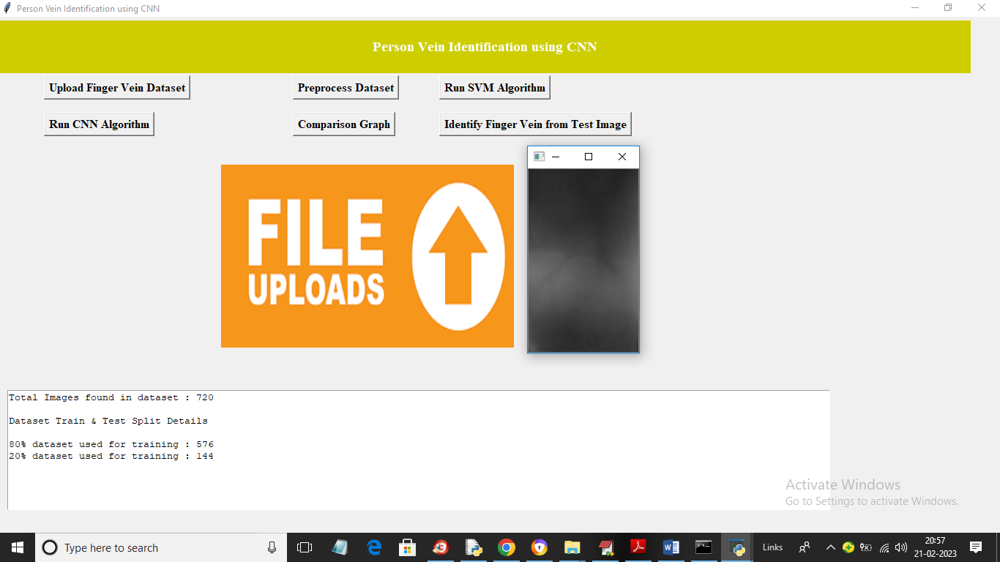 Person Vein Identification using CNN
Person Vein Identification using CNN
Upload Finger Vein Dataset
Preprocess Dataset
Run SVM Algorithm
Run CNN Algorithm
Comparison Graph
Identify Finger Vein from Test Image
FILE
UPLOADS
Total Images found in dataset : 720
Dataset Train & Test Split Details
80% dataset used for training : 576
20% dataset used for training : 144
Activate Windows
Go to Settings to activate Windows.
Type here to search
Links
20:57
21-02-2023